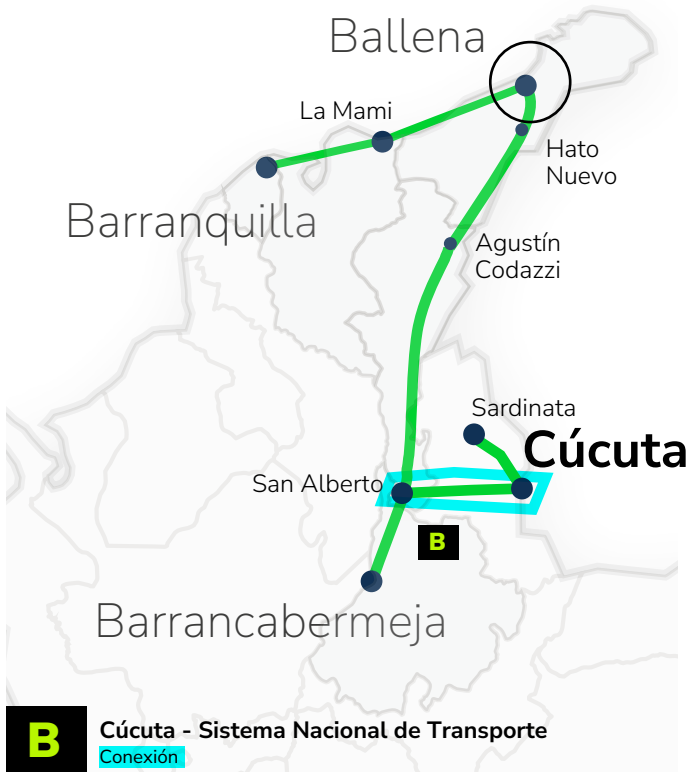 Ballena
La Mami
Hato
Nuevo
Barranquilla
Agustín
Codazzi
Sardinata
Cúcuta
San Alberto
B
Barrancabermeja
B
Cúcuta - Sistema Nacional de Transporte
Conexión